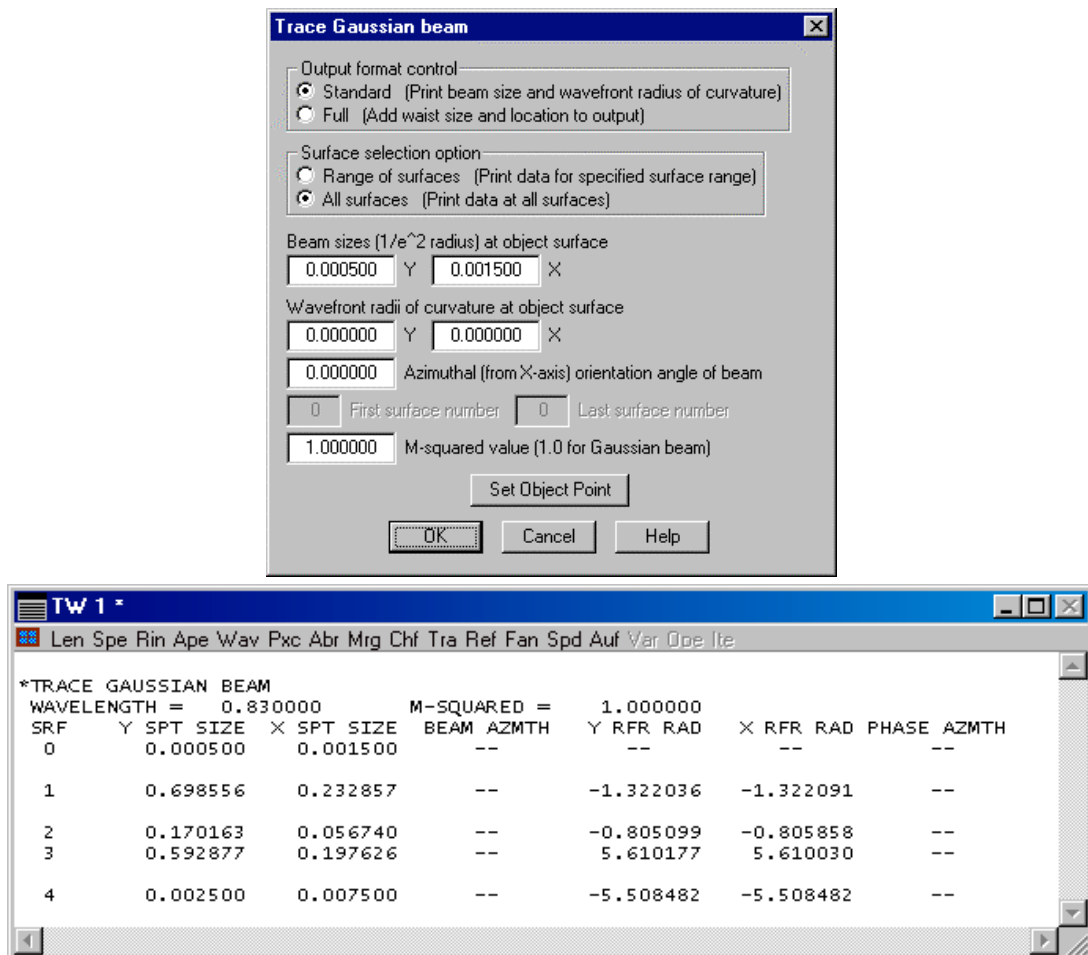 Trace Gaussian beam
Output format control
Standard (Print beam size and wavefront radius of curvature)
Full (Add waist size and location to output)
Surface selection option
Range of surfaces (Print data for specified surface range)
All surfaces (Print data at all surfaces)
Beam sizes (1/e^2 radius) at object surface
0.000500 Y 0.001500 X
Wavefront radii of curvature at object surface
0.000000 Y 0.000000 X
0.000000 Azimuthal (from X-axis) orientation angle of beam
0 First surface number 0 Last surface number
1.000000 M-squared value (1.0 for Gaussian beam)
Set Object Point
OK Cancel Help
TW 1 *
Len Spe Rin Ape Wav Pxc Abr Mrg Chf Tra Ref Fan Spd Auf Var Ope Ite
*TRACE GAUSSIAN BEAM
WAVELENGTH = 0.830000 M-SQUARED = 1.000000
SRF Y SPT SIZE X SPT SIZE BEAM AZMTH Y RFR RAD X RFR RAD PHASE AZMTH
0 0.000500 0.001500 -- -- -- --
1 0.698556 0.232857 -- -1.322036 -1.322091 --
2 0.170163 0.056740 -- -0.805099 -0.805858 --
3 0.592877 0.197626 -- 5.610177 5.610030 --
4 0.002500 0.007500 -- -5.508482 -5.508482 --